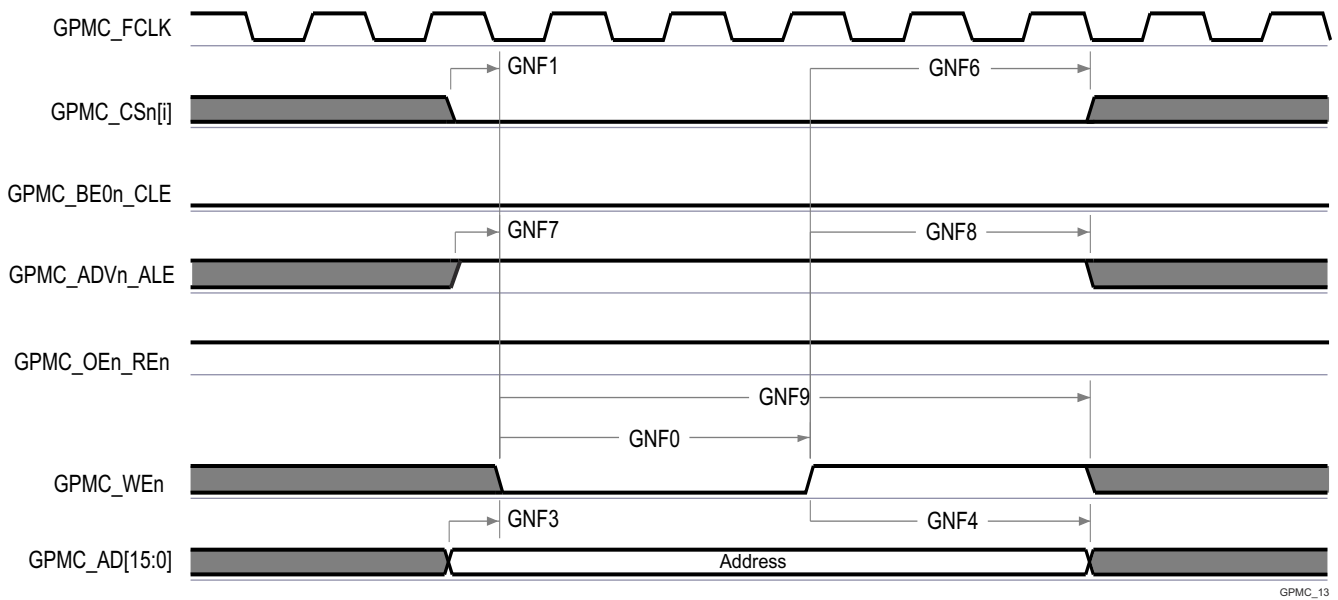 GPMC_FCLK
GNF1
GNF6
GPMC_CSn[i]
GPMC_BE0n_CLE
GNF7
GNF8
GPMC_ADVn_ALE
GPMC_OEn_REn
GNF9
GNF0
GPMC_WEn
GNF3
GNF4
GPMC_AD[15:0]
Address
GPMC_13